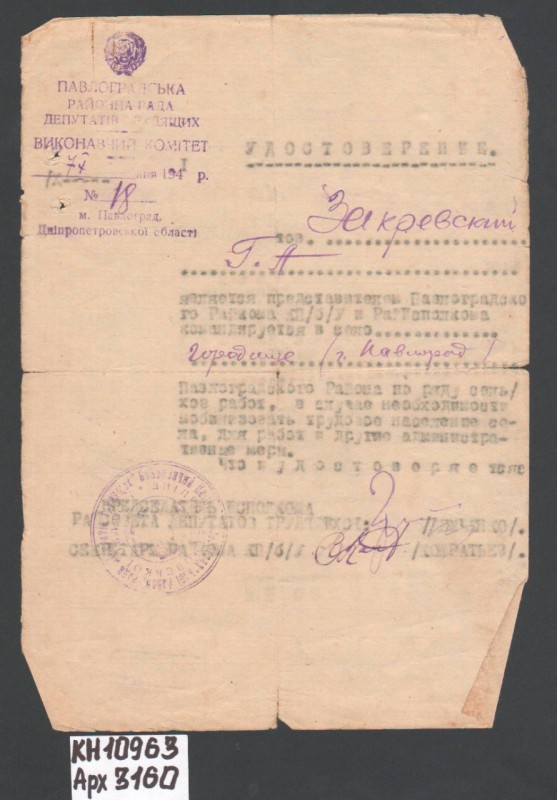 ПАВЛОГРАДСЬКА
РАЙОННА РАДА
ДЕПУТАТІВ ТРУДЯЩИХ
ВИКОНАВЧИЙ КОМІТЕТ
194 р.
№ 18
м. Павлоград,
Дніпропетровської області
УДОСТОВЕРЕНИЕ.
тов. Закревский
Г.А
является представителем Павлоградско
го Райкома КП/б/У и Райисполкома
командируется в село
городище /г. Павлоград/
Павлоградского Района по ряду сель/
хоз работ, в случае необходимости
мобилизовать трудовое население се-
ла, для работ и другие администра-
тивные меры.
Что и удостоверяется
ПРЕДСЕДАТЕЛЬ ИСПОЛКОМА
РАЙСОВЕТА ДЕПУТАТОВ ТРУДЯЩИХСЯ
СЕКРЕТАРЬ РАЙКОМА КП/б/У /КОНРАТЬЕВ/.
КН10963
Арх 3160